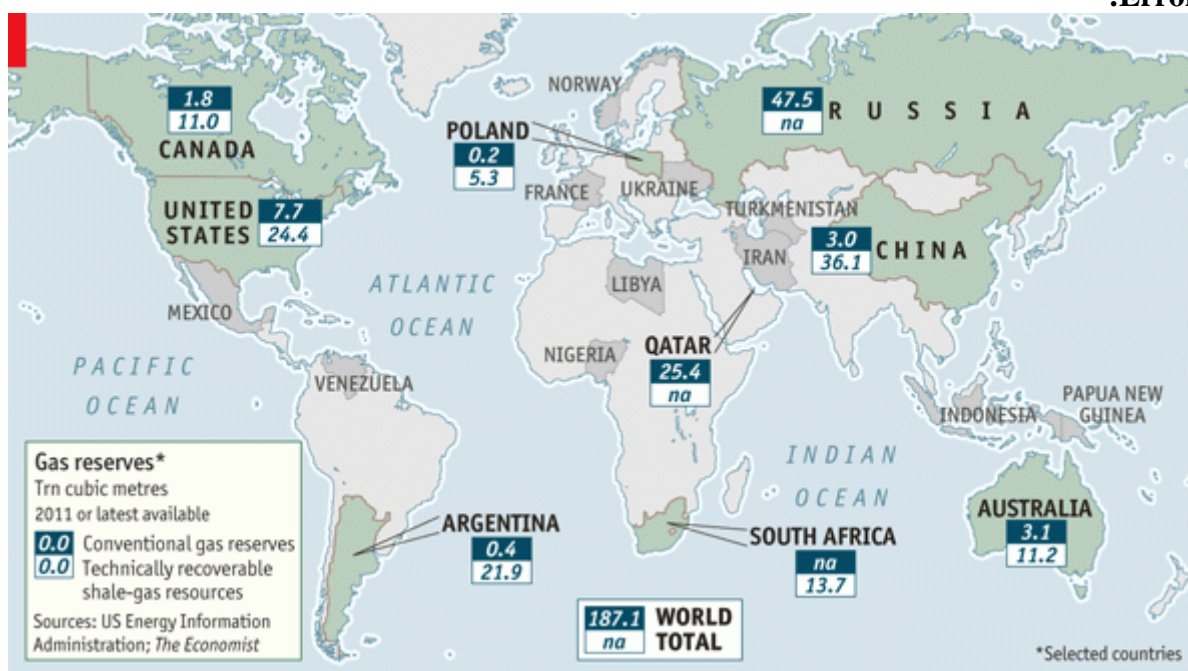 :Error
NORWAY
1.8
11.0
CANADA
47.5
na
RUSSIA
POLAND
0.2
5.3
FRANCE
UKRAINE
UNITED
STATES
7.7
24.4
TURKMENISTAN
3.0
36.1
CHINA
IRAN
LIBYA
ATLANTIC
OCEAN
MEXICO
QATAR
25.4
na
NIGERIA
PACIFIC
OCEAN
VENEZUELA
INDONESIA
PAPUA NEW
GUINEA
INDIAN
OCEAN
Gas reserves*
Trn cubic metres
2011 or latest available
0.0 Conventional gas reserves
0.0 Technically recoverable
shale-gas resources
Sources: US Energy Information
Administration; The Economist
ARGENTINA
0.4
21.9
SOUTH AFRICA
na
13.7
AUSTRALIA
3.1
11.2
187.1 WORLD
na TOTAL
*Selected countries